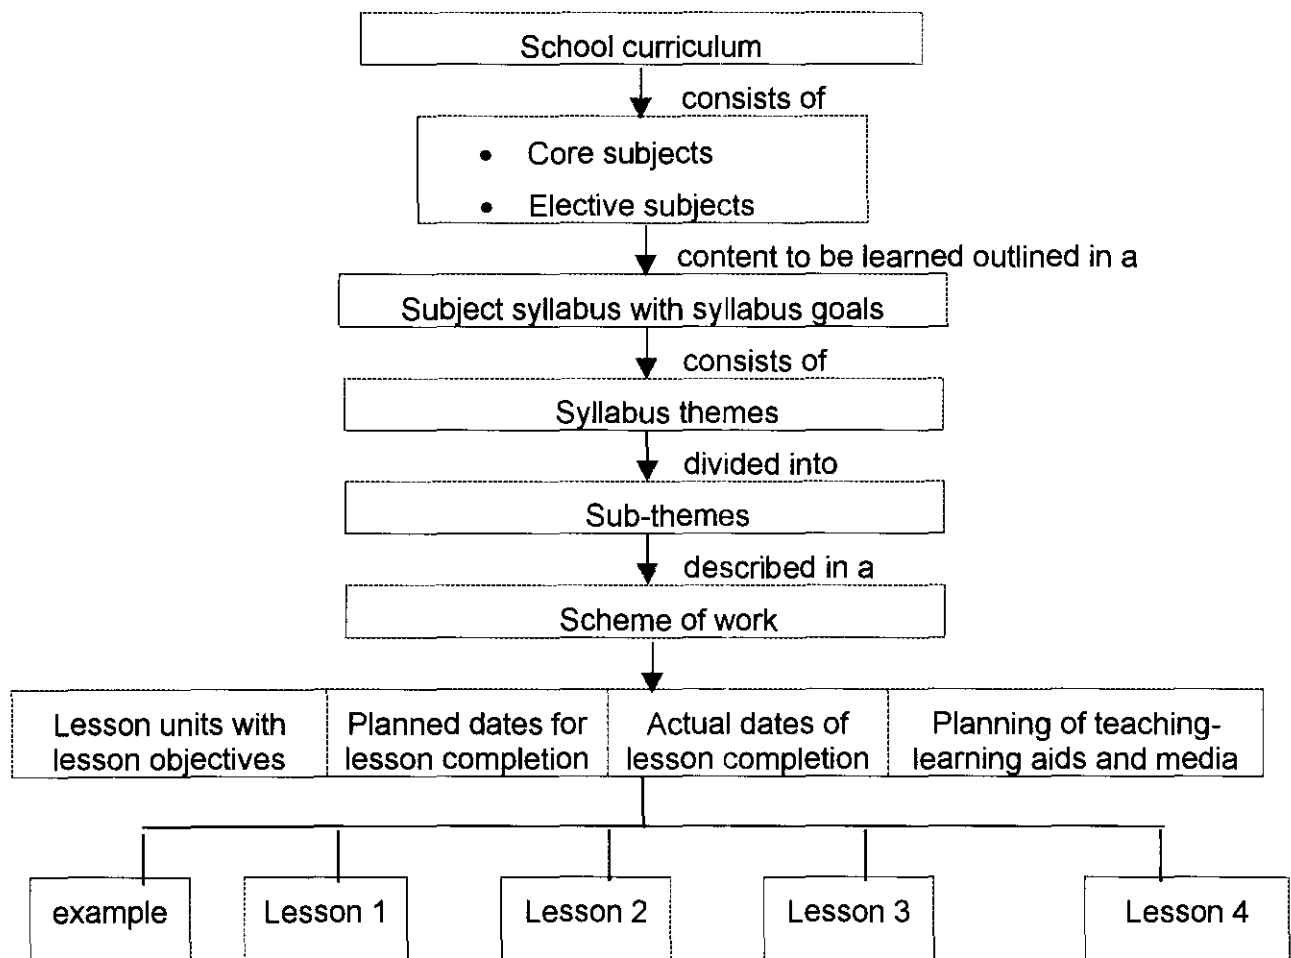 School curriculum
consists of
• Core subjects
• Elective subjects
content to be learned outlined in a
Subject syllabus with syllabus goals
consists of
Syllabus themes
divided into
Sub-themes
described in a
Scheme of work
Lesson units with
lesson objectives
Planned dates for
lesson completion
Actual dates of
lesson completion
Planning of teaching-
learning aids and media
example
Lesson 1
Lesson 2
Lesson 3
Lesson 4